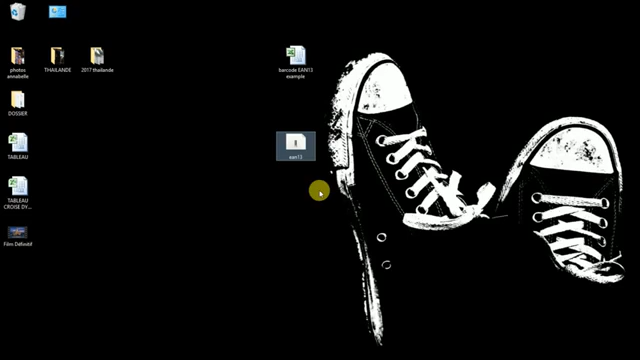 photos
annabelle
THAILANDE
2017 thailande
barcode EAN13
example
DOSSIER
TABLEAU
ean13
TABLEAU
CROISE DY...
Film Définitif